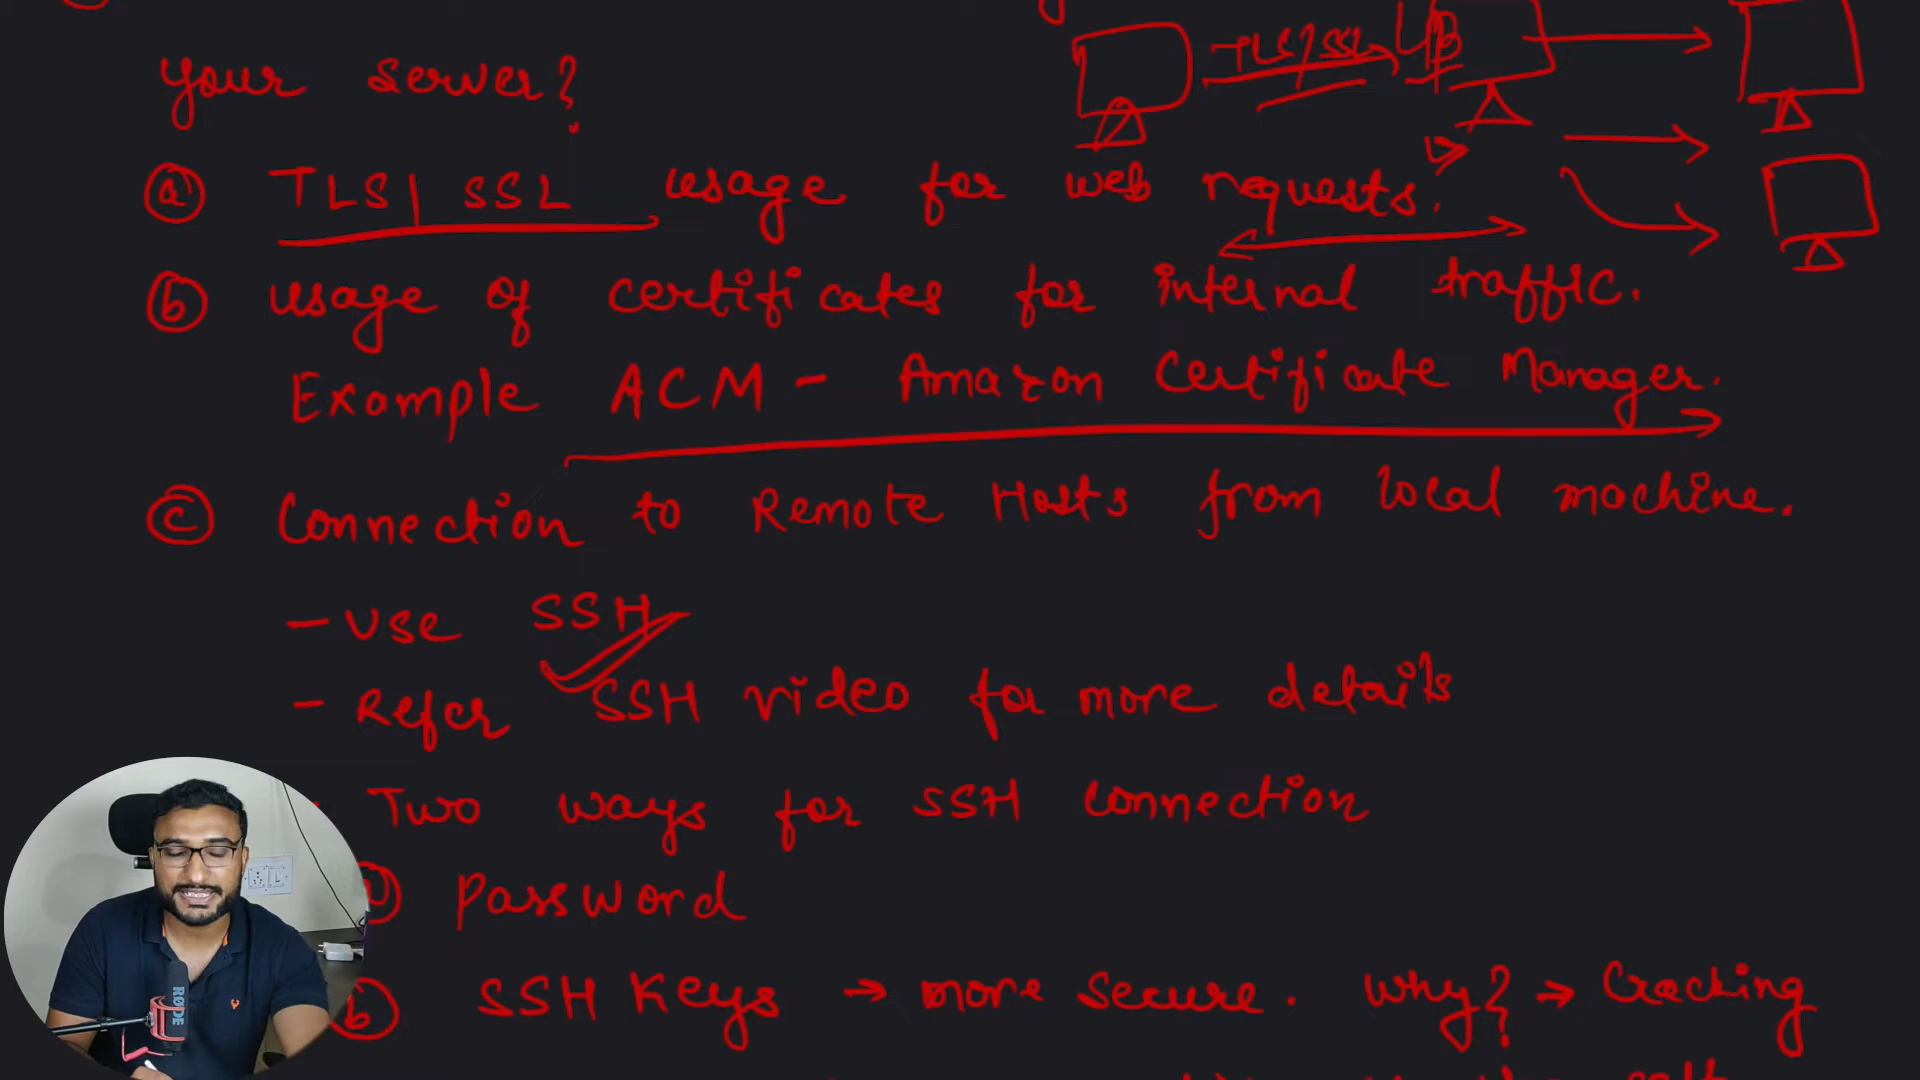 TLS/SSL LB
your server?
ⓐ TLS| SSL usage for web requests.
ⓑ usage of certificates for internal traffic.
Example ACM - Amazon Certificate Manager.
ⓒ Connection to Remote Hosts from local machine.
- Use SSH
- Refer SSH video for more details
- Two ways for SSH connection
Password
ⓑ SSH Keys → more secure. Why? → Cracking
RØDE